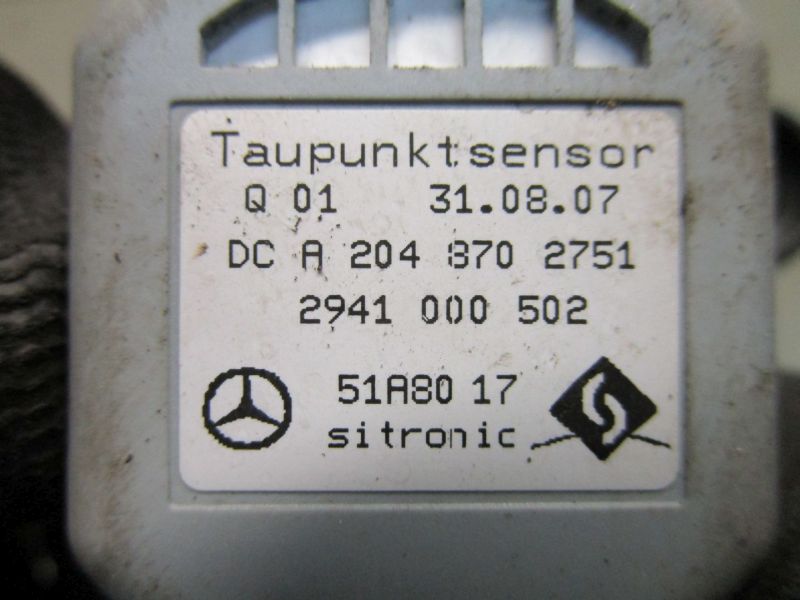 Taupunktsensor
Q 01 31.08.07
DC A 204 870 2751
2941 000 502
51A80 17
sitronic